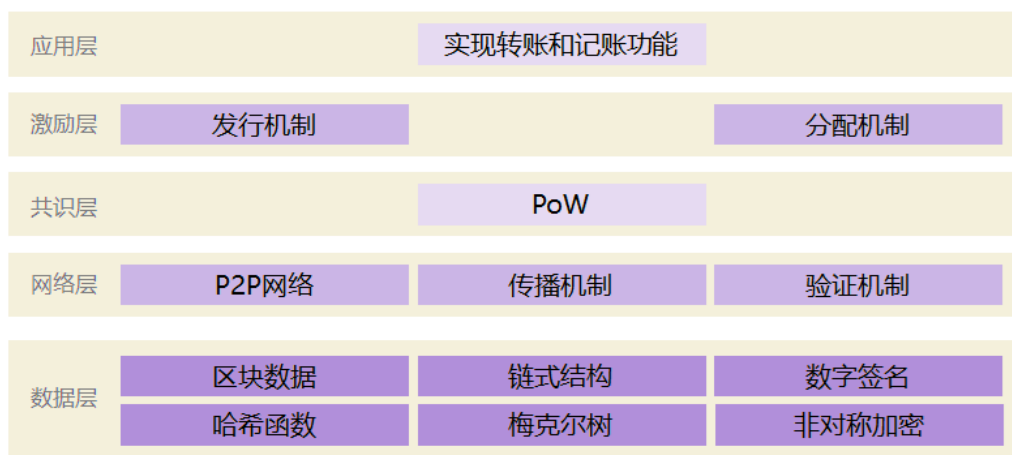 应用层 实现转账和记账功能
激励层 发行机制 分配机制
共识层 PoW
网络层 P2P网络 传播机制 验证机制
数据层 区块数据 链式结构 数字签名
哈希函数 梅克尔树 非对称加密